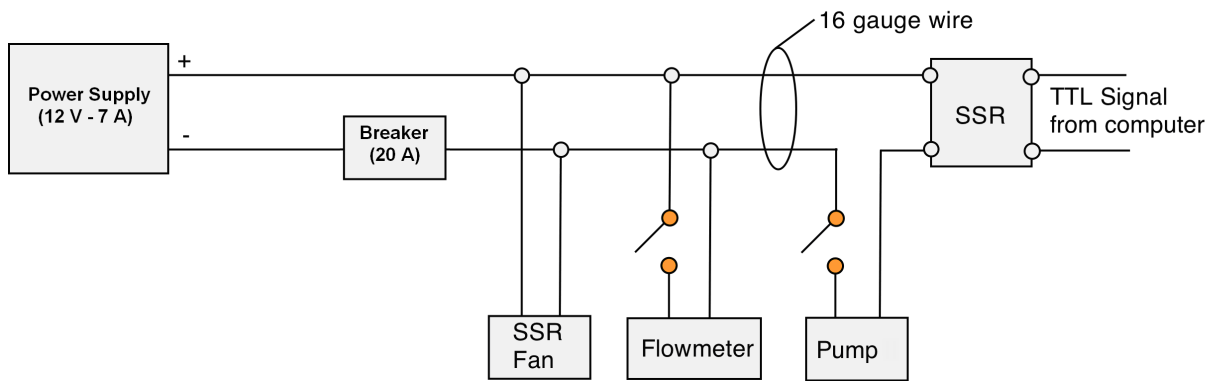 16 gauge wire
+
Power Supply
(12 V - 7 A)
-
Breaker
(20 A)
SSR
TTL Signal
from computer
SSR
Fan
Flowmeter
Pump